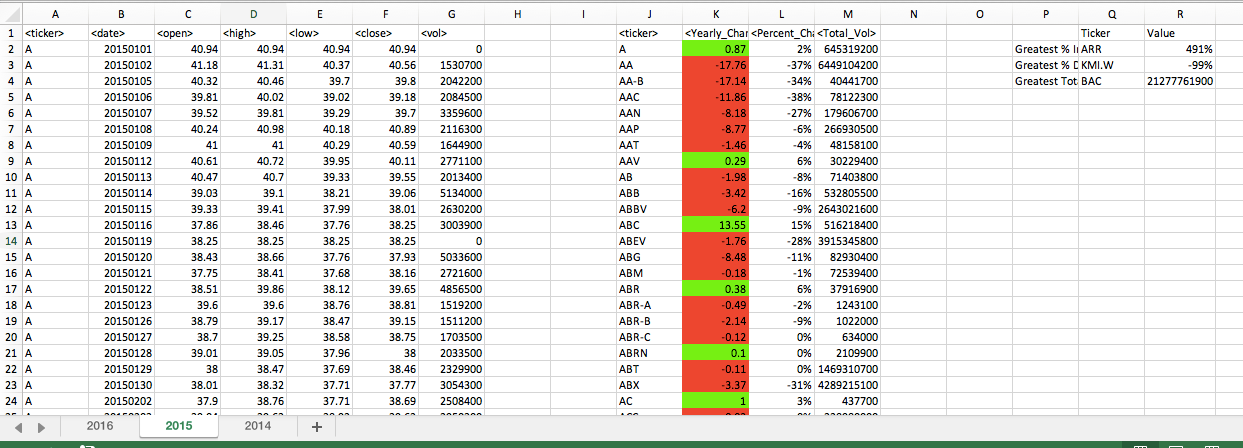 A B C D E F G H I J K L M N O P Q R
1 <ticker> <date> <open> <high> <low> <close> <vol> <ticker> <Yearly_Char <Percent_Cha <Total_Vol> Ticker Value
2 A 20150101 40.94 40.94 40.94 40.94 0 A 0.87 2% 645319200 Greatest % I ARR 491%
3 A 20150102 41.18 41.31 40.37 40.56 1530700 AA -17.76 -37% 6449104200 Greatest % D KMI.W -99%
4 A 20150105 40.32 40.46 39.7 39.8 2042200 AA-B -17.14 -34% 40441700 Greatest Tot BAC 21277761900
5 A 20150106 39.81 40.02 39.02 39.18 2084500 AAC -11.86 -38% 78122300
6 A 20150107 39.52 39.81 39.29 39.7 3359600 AAN -8.18 -27% 179606700
7 A 20150108 40.24 40.98 40.18 40.89 2116300 AAP -8.77 -6% 266930500
8 A 20150109 41 41 40.29 40.59 1644900 AAT -1.46 -4% 48158100
9 A 20150112 40.61 40.72 39.95 40.11 2771100 AAV 0.29 6% 30229400
10 A 20150113 40.47 40.7 39.33 39.55 2013400 AB -1.98 -8% 71403800
11 A 20150114 39.03 39.1 38.21 39.06 5134000 ABB -3.42 -16% 532805500
12 A 20150115 39.33 39.41 37.99 38.01 2630200 ABBV -6.2 -9% 2643021600
13 A 20150116 37.86 38.46 37.76 38.25 3003900 ABC 13.55 15% 516218400
14 A 20150119 38.25 38.25 38.25 38.25 0 ABEV -1.76 -28% 3915345800
15 A 20150120 38.43 38.66 37.76 37.93 5033600 ABG -8.48 -11% 82930400
16 A 20150121 37.75 38.41 37.68 38.16 2721600 ABM -0.18 -1% 72539400
17 A 20150122 38.51 39.86 38.12 39.65 4856500 ABR 0.38 6% 37916900
18 A 20150123 39.6 39.6 38.76 38.81 1519200 ABR-A -0.49 -2% 1243100
19 A 20150126 38.79 39.17 38.47 39.15 1511200 ABR-B -2.14 -9% 1022000
20 A 20150127 38.7 39.25 38.58 38.75 1703500 ABR-C -0.12 0% 634000
21 A 20150128 39.01 39.05 37.96 38 2033500 ABRN 0.1 0% 2109900
22 A 20150129 38 38.47 37.69 38.46 2329900 ABT -0.11 0% 1469310700
23 A 20150130 38.01 38.32 37.71 37.77 3054300 ABX -3.37 -31% 4289215100
24 A 20150202 37.9 38.76 37.71 38.69 2508400 AC 1 3% 437700
2016 2015 2014 +